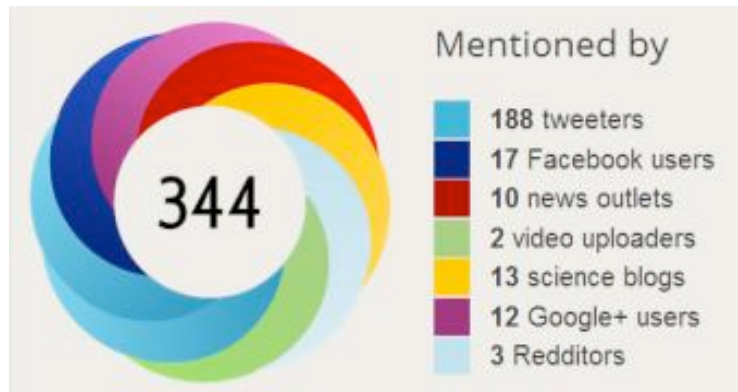 344
Mentioned by
188 tweeters
17 Facebook users
10 news outlets
2 video uploaders
13 science blogs
12 Google+ users
3 Redditors